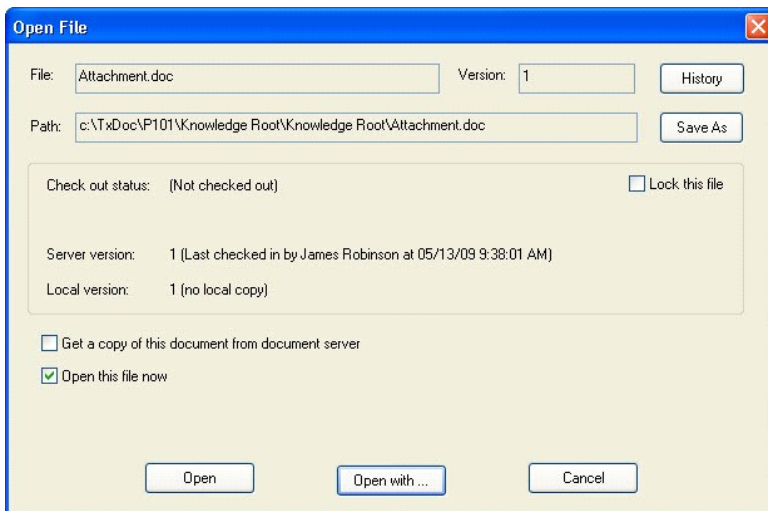 Open File
File: Attachment.doc Version: 1 History
Path: c:\TxDoc\P101\Knowledge Root\Knowledge Root\Attachment.doc Save As
Check out status: (Not checked out) Lock this file
Server version: 1 (Last checked in by James Robinson at 05/13/09 9:38:01 AM)
Local version: 1 (no local copy)
Get a copy of this document from document server
Open this file now
Open Open with ... Cancel